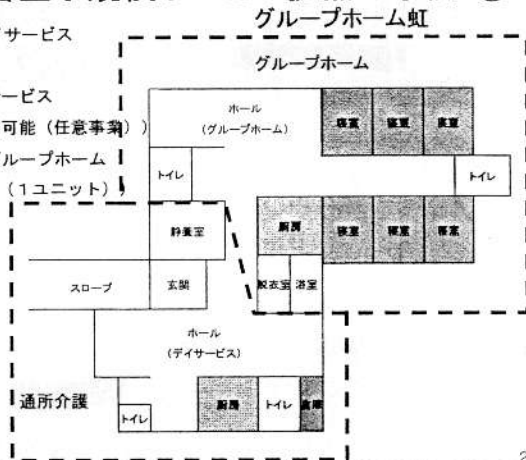 サービス
グループホーム虹
グループホーム
ービス
可能（任意事業）)
ループホーム
（１ユニット）
ホール
（グループホーム）
寝室
寝室
寝室
トイレ
トイレ
静養室
厨房
寝室
寝室
寝室
スロープ
玄関
脱衣室
浴室
ホール
（デイサービス）
通所介護
トイレ
厨房
トイレ